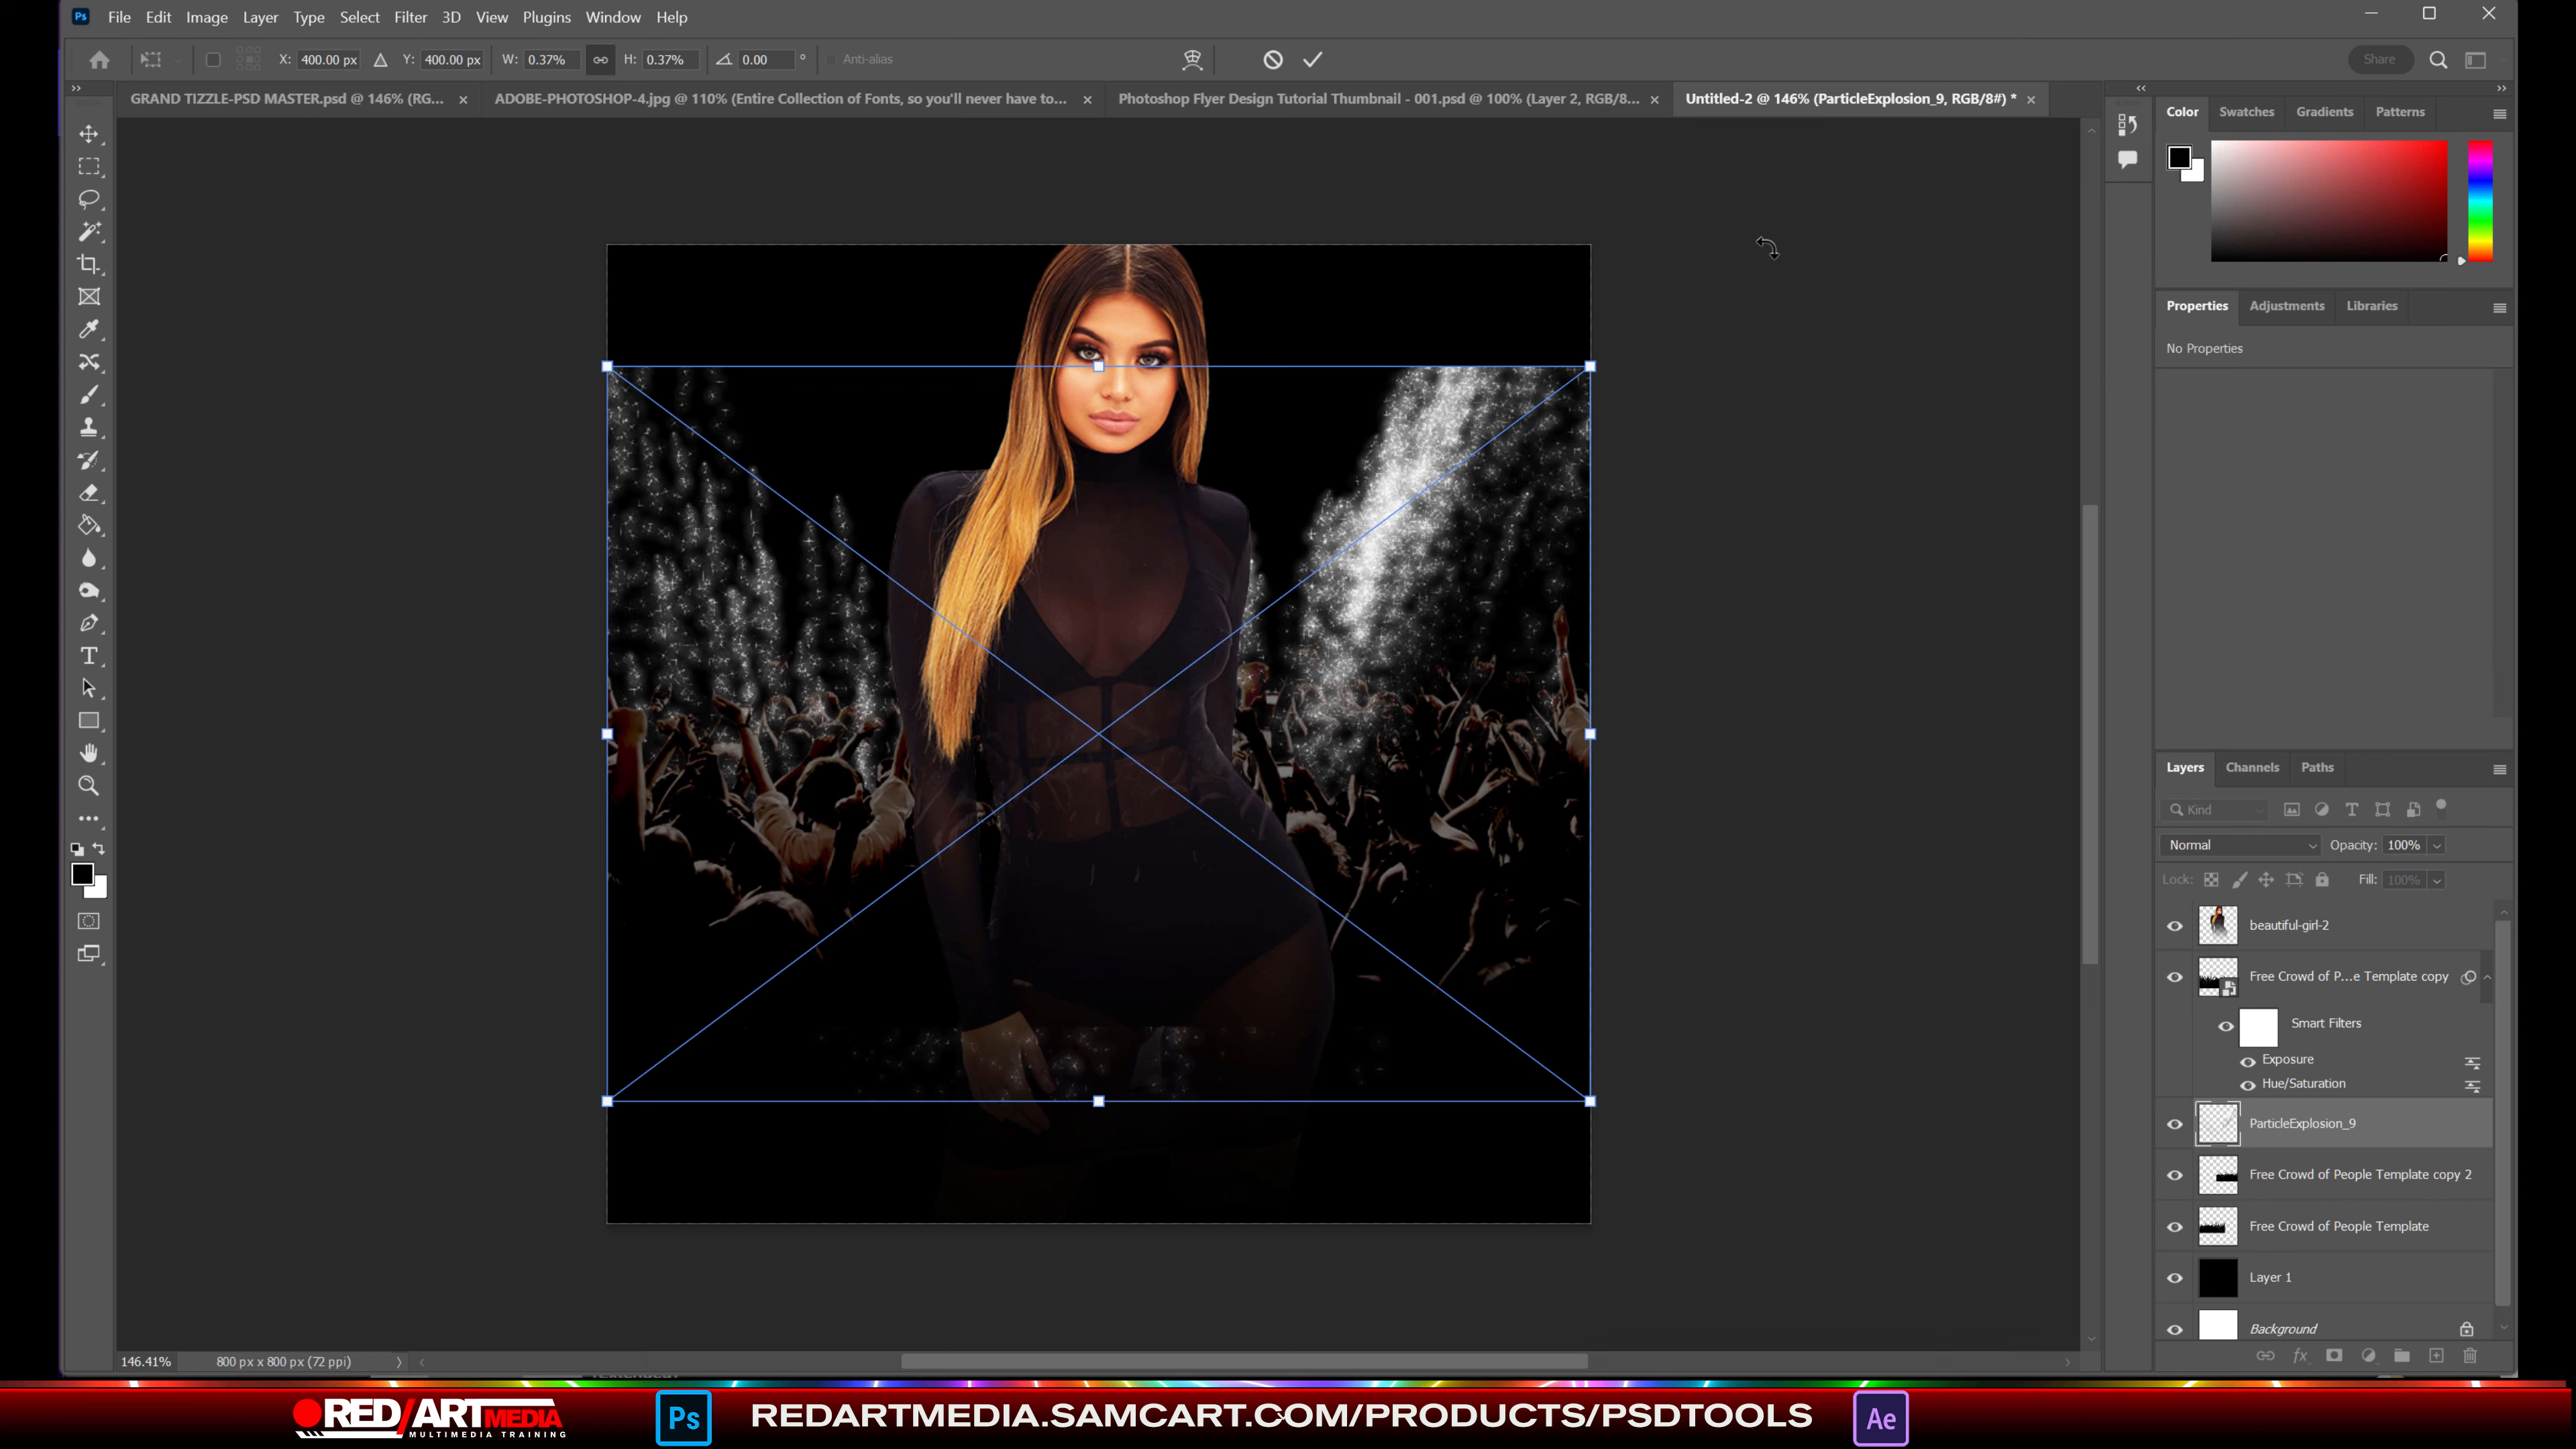 Ps File Edit Image Layer Type Select Filter 3D View Plugins Window Help
X: 400.00 px Y: 400.00 px W: 0.37% H: 0.37% 0.00 ° Anti-alias Share
GRAND TIZZLE-PSD MASTER.psd @ 146% (RG... × ADOBE-PHOTOSHOP-4.jpg @ 110% (Entire Collection of Fonts, so you'll never have to... × Photoshop Flyer Design Tutorial Thumbnail - 001.psd @ 100% (Layer 2, RGB/8... × Untitled-2 @ 146% (ParticleExplosion_9, RGB/8#) * ×
Color Swatches Gradients Patterns
Properties Adjustments Libraries
No Properties
Layers Channels Paths
Kind
Normal Opacity: 100%
Lock: Fill: 100%
beautiful-girl-2
Free Crowd of P...e Template copy
Smart Filters
Exposure
Hue/Saturation
ParticleExplosion_9
Free Crowd of People Template copy 2
Free Crowd of People Template
Layer 1
Background
146.41% 800 px x 800 px (72 ppi)
RED/ART MEDIA
MULTIMEDIA TRAINING
Ps
REDARTMEDIA.SAMCART.COM/PRODUCTS/PSDTOOLS
Ae